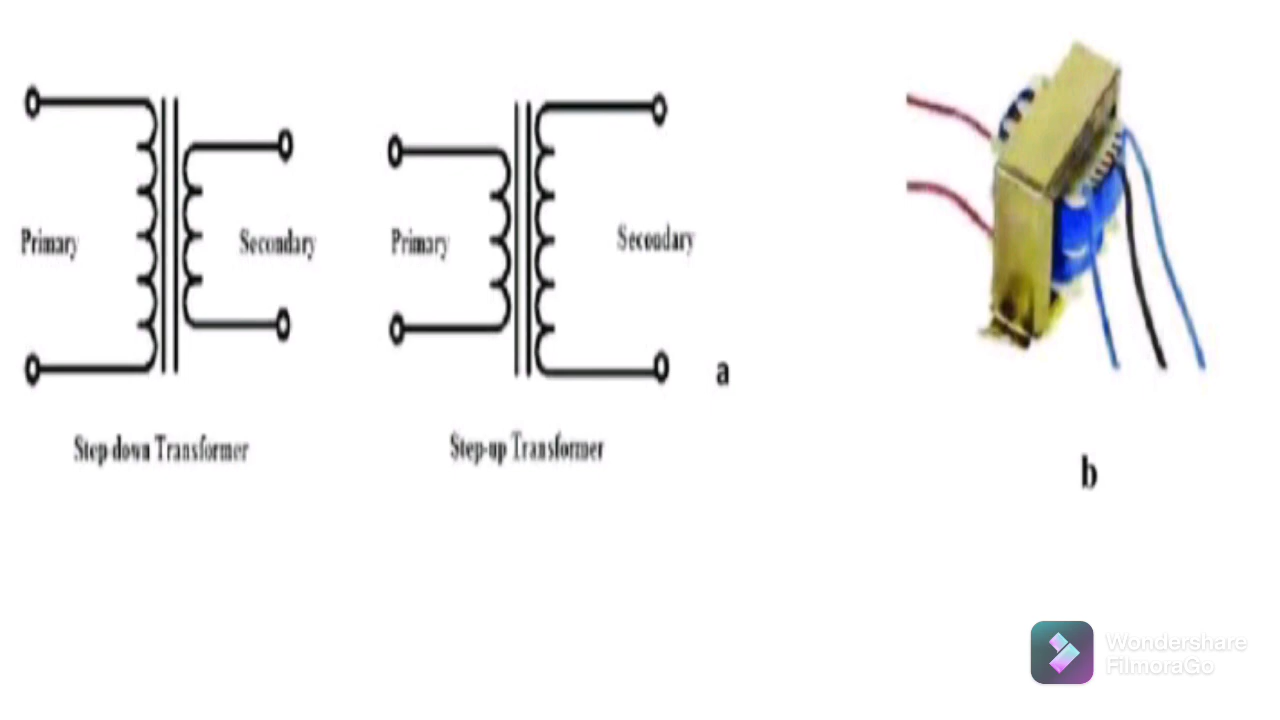 Primary
Secondary
Primary
Secondary
a
Step-down Transformer
Step-up Transformer
b
Wondershare
FilmoraGo